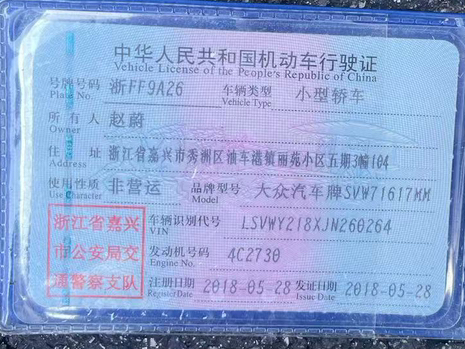 中华人民共和国机动车行驶证
Vehicle License of the People's Republic of China
号牌号码 浙FF9A26 车辆类型 小型轿车
Plate No. Vehicle Type
所有人 赵蔚
Owner
住址 浙江省嘉兴市秀洲区油车港镇丽苑小区五期3幢104
Address
使用性质 非营运 品牌型号 大众汽车牌SVW71617MM
Use Character Model
浙江省嘉兴
市公安局交
通警察支队
车辆识别代号 LSVWY218XJN260264
VIN
发动机号码 4C2730
Engine No.
注册日期 2018-05-28 发证日期 2018-05-28
Register Date Issue Date